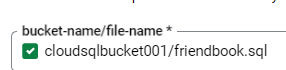 bucket-name/file-name *
cloudsqlbucket001/friendbook.sql